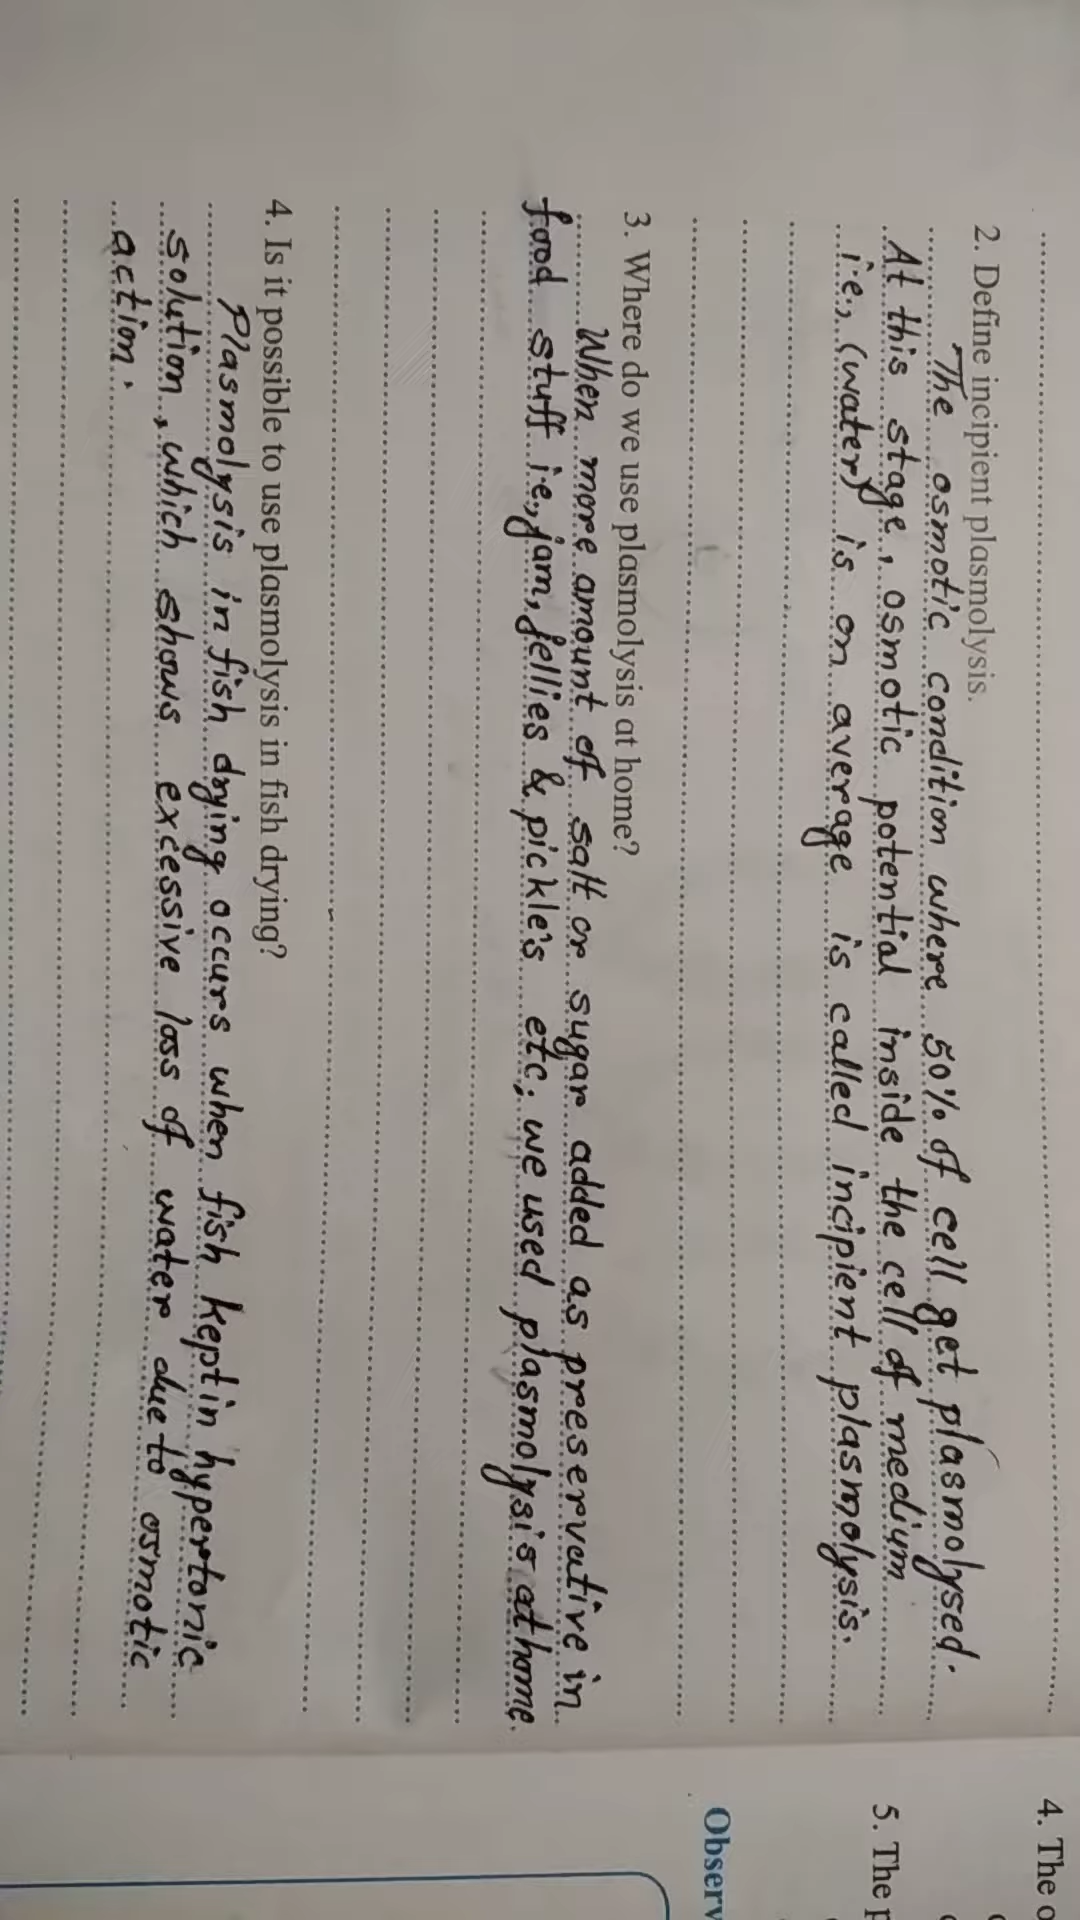 2. Define incipient plasmolysis.
The osmotic condition where 50% of cell get plasmolysed.
At this stage, osmotic potential inside the cell of medium
i.e., (water) is on average is called incipient plasmolysis.
3. Where do we use plasmolysis at home?
When more amount of salt or sugar added as preservative in
food stuff i.e., jam, jellies & pickle's etc; we used plasmolysis at home.
4. Is it possible to use plasmolysis in fish drying?
Plasmolysis in fish drying occurs when fish kept in hypertonic
solution, which shows excessive loss of water due to osmotic
action.
4. The
5. The
Observ